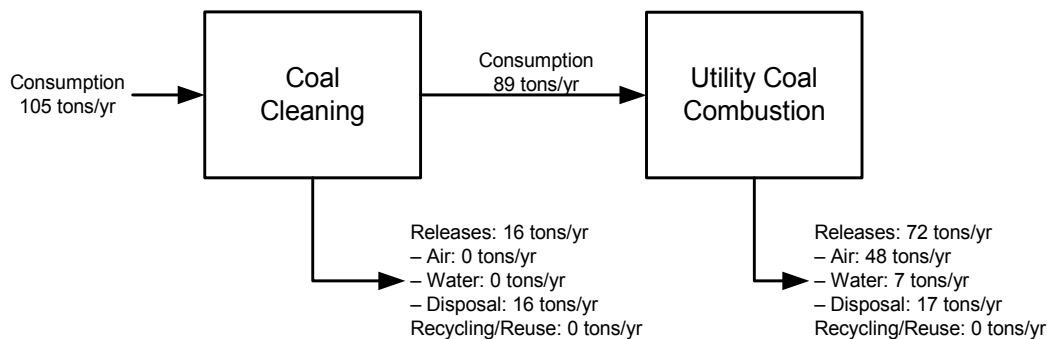 Consumption
105 tons/yr
Coal
Cleaning
Consumption
89 tons/yr
Utility Coal
Combustion
Releases: 16 tons/yr
– Air: 0 tons/yr
– Water: 0 tons/yr
– Disposal: 16 tons/yr
Recycling/Reuse: 0 tons/yr
Releases: 72 tons/yr
– Air: 48 tons/yr
– Water: 7 tons/yr
– Disposal: 17 tons/yr
Recycling/Reuse: 0 tons/yr